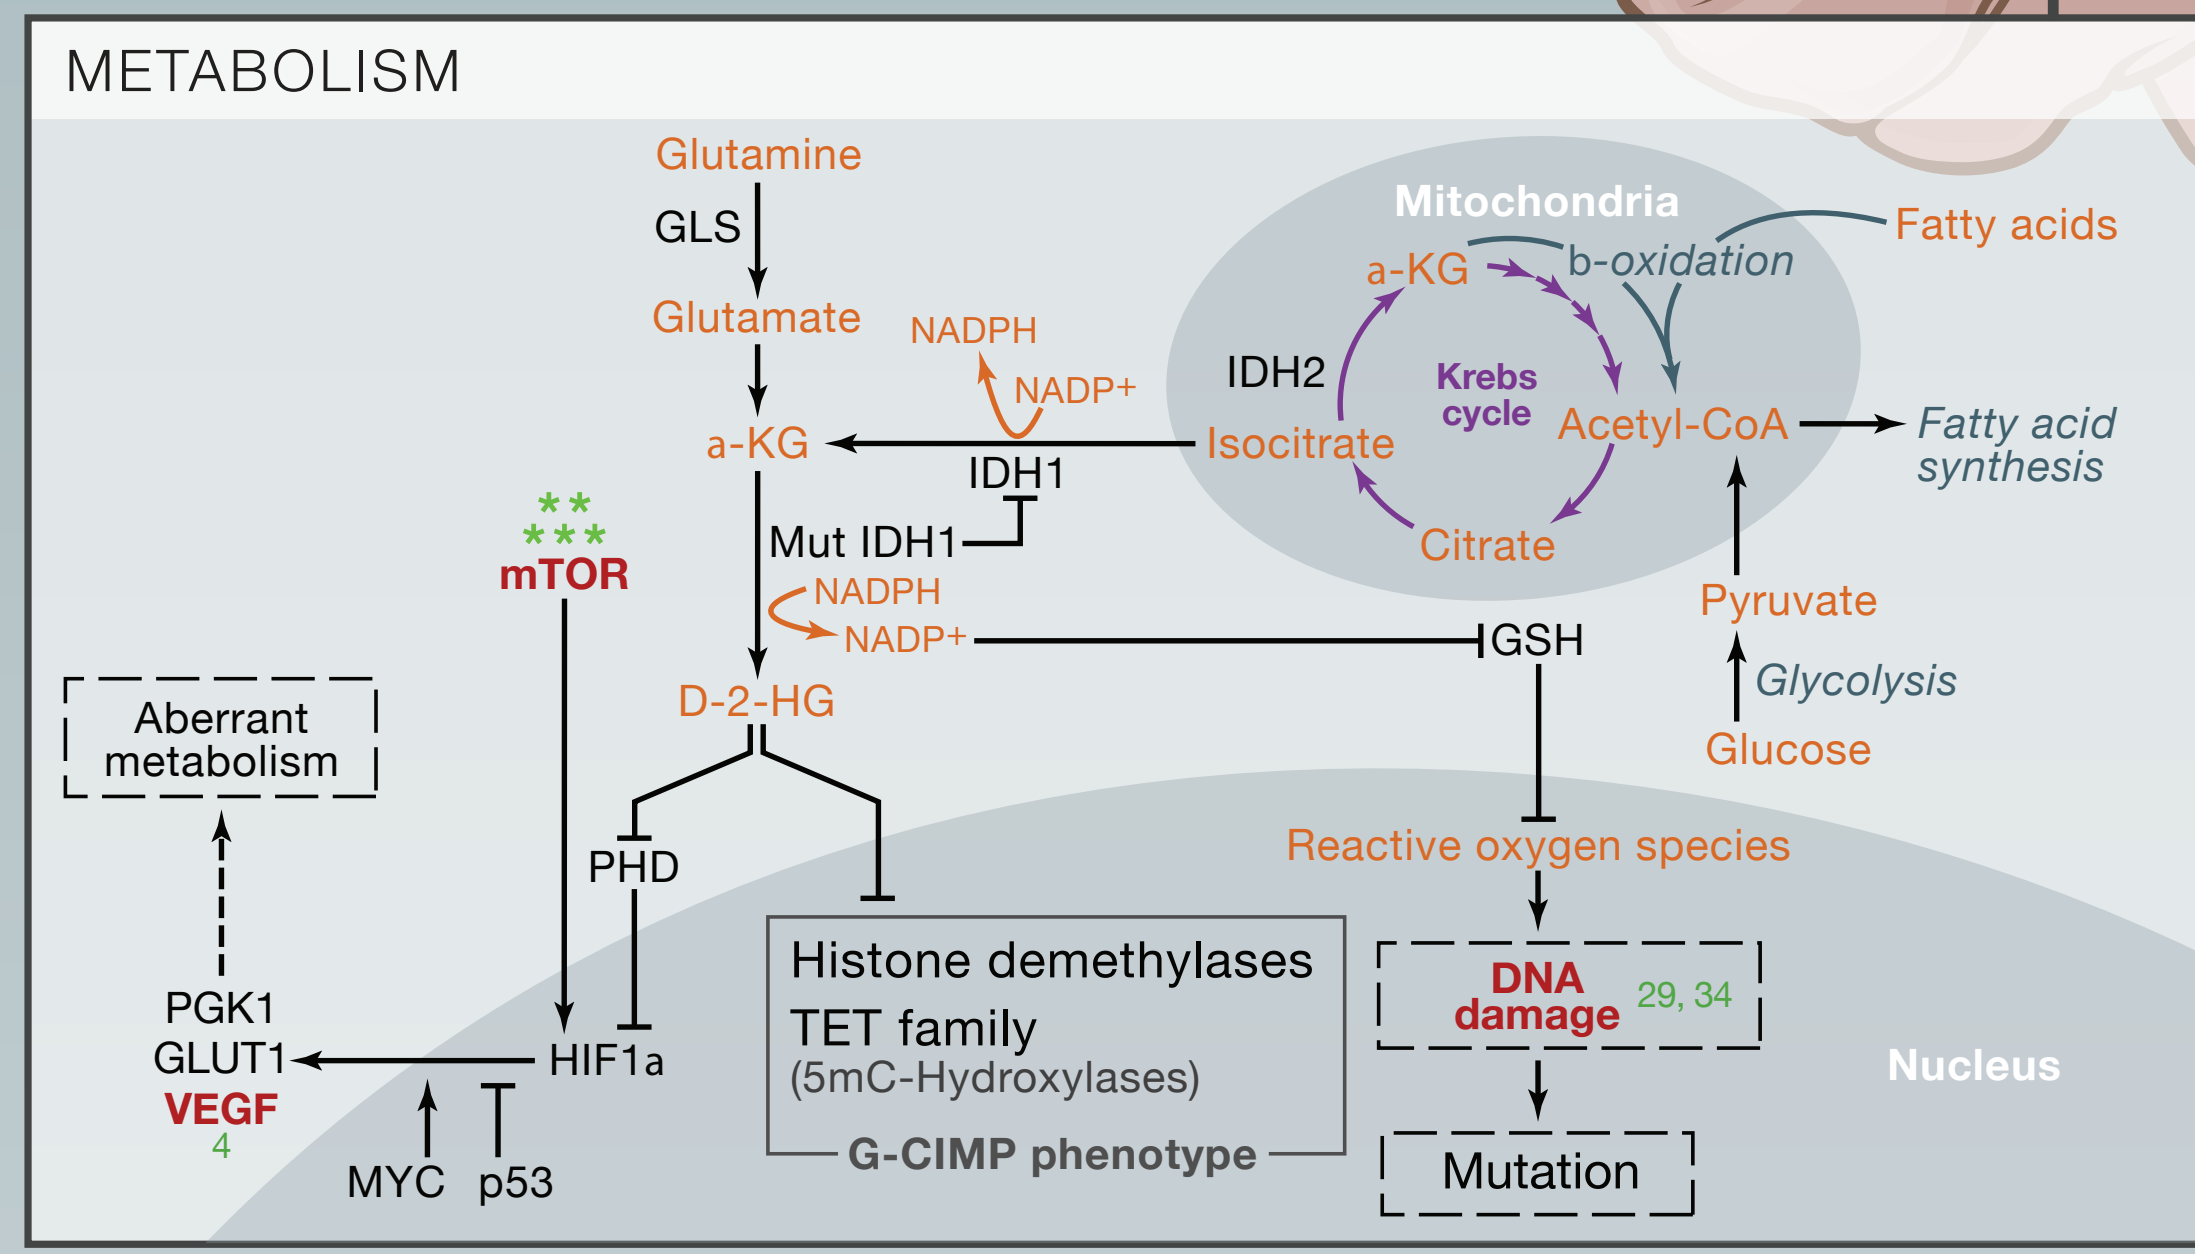 METABOLISM
Glutamine
GLS
Glutamate
NADPH
NADP+
a-KG
IDH1
Mut IDH1
NADPH
NADP+
D-2-HG
**
***
mTOR
Mitochondria
Fatty acids
a-KG
b-oxidation
IDH2
Krebs
cycle
Isocitrate
Acetyl-CoA
Fatty acid
synthesis
Citrate
Pyruvate
Glycolysis
Glucose
GSH
Aberrant
metabolism
PHD
Reactive oxygen species
PGK1
GLUT1
VEGF
4
HIF1a
MYC
p53
Histone demethylases
TET family
(5mC-Hydroxylases)
G-CIMP phenotype
DNA
damage
29, 34
Nucleus
Mutation